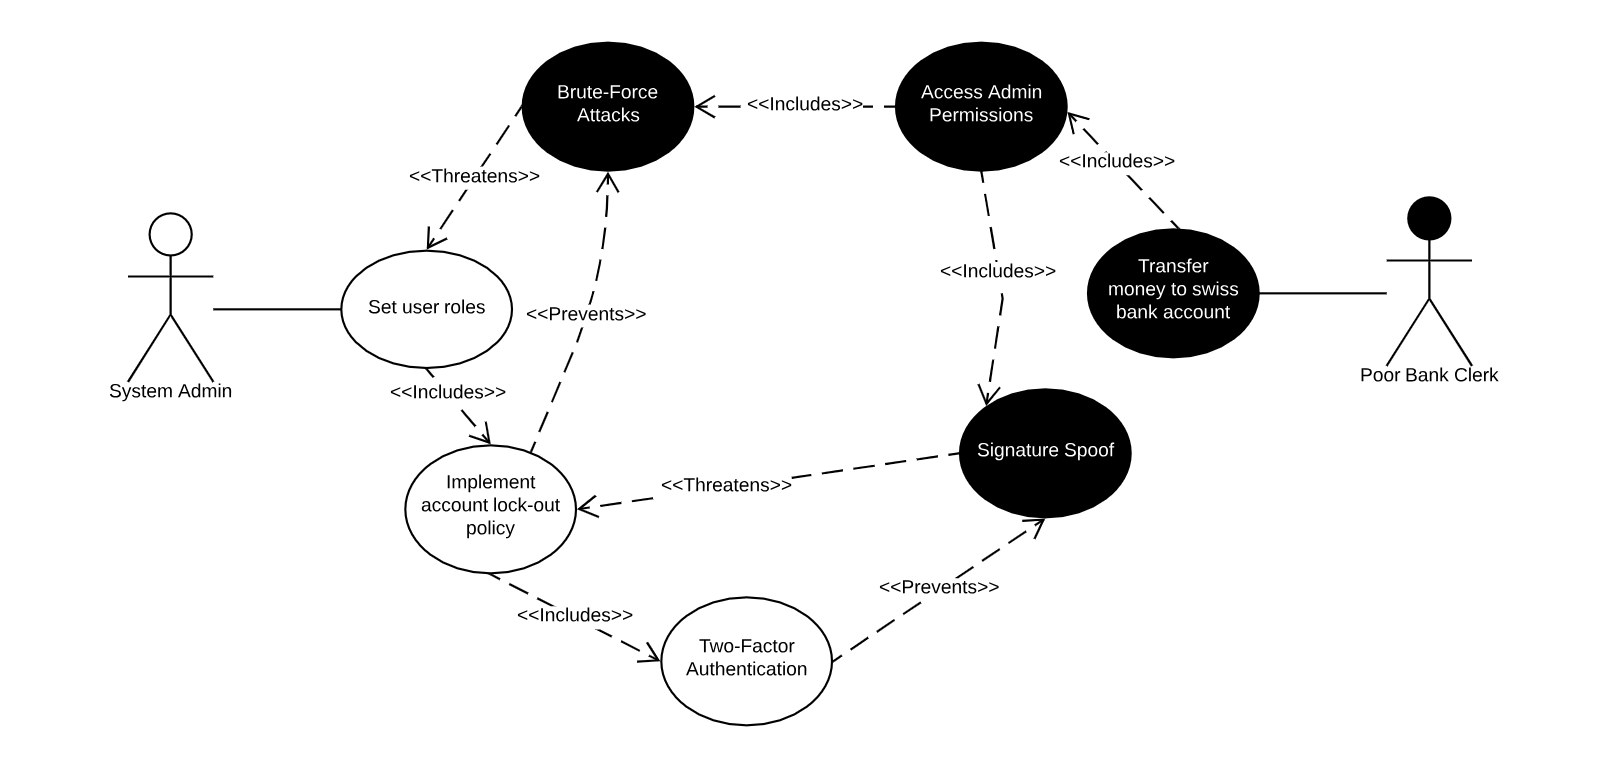 Brute-Force
Attacks
<<Includes>>
Access Admin
Permissions
<<Threatens>>
<<Includes>>
<<Includes>>
Transfer
money to swiss
bank account
Set user roles
<<Prevents>>
System Admin
Poor Bank Clerk
<<Includes>>
Signature Spoof
Implement
account lock-out
policy
<<Threatens>>
<<Prevents>>
<<Includes>>
Two-Factor
Authentication